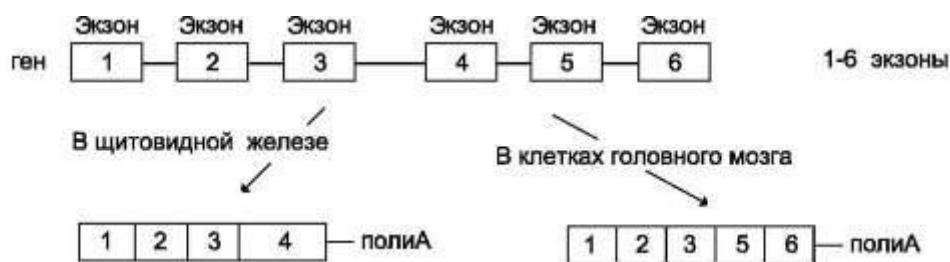 Экзон Экзон Экзон Экзон Экзон Экзон
ген 1 2 3 4 5 6 1-6 экзоны
В щитовидной железе
В клетках головного мозга
1 2 3 4 полиА 1 2 3 5 6 полиА